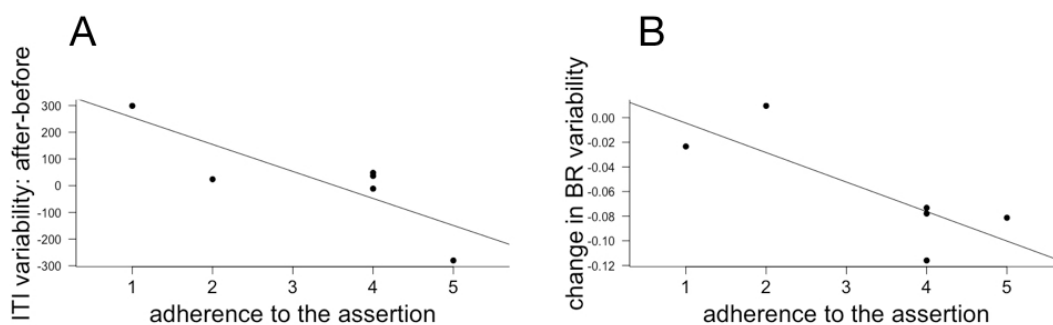 A
ITI variability: after-before
300
200
100
0
-100
-200
-300
1 2 3 4 5
adherence to the assertion
B
change in BR variability
0.00
-0.02
-0.04
-0.06
-0.08
-0.10
-0.12
1 2 3 4 5
adherence to the assertion